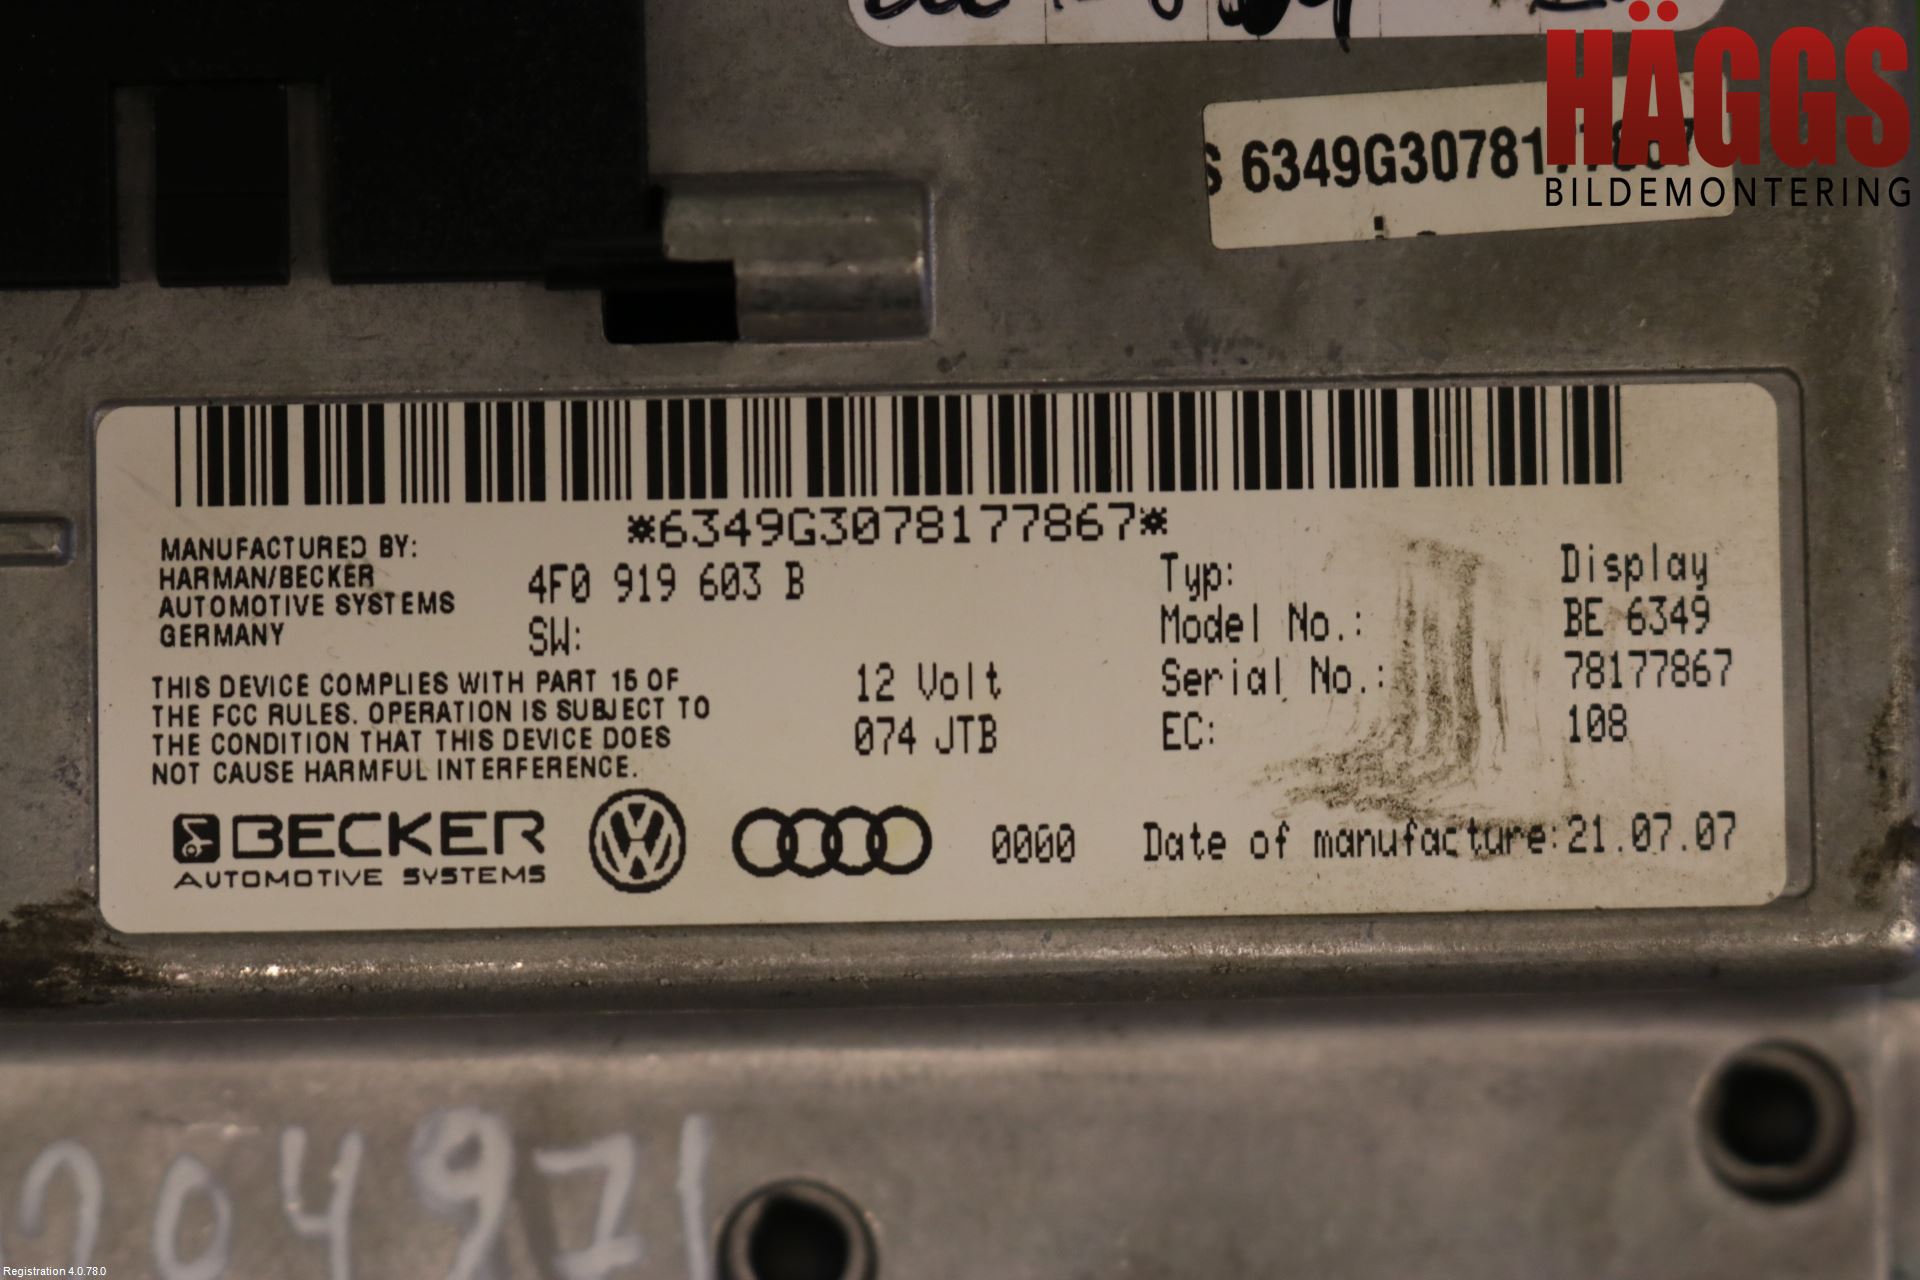 HÄGGS
BILDEMONTERING
S 6349G3078177867
*6349G3078177867*
MANUFACTURED BY:
HARMAN/BECKER
AUTOMOTIVE SYSTEMS
GERMANY
4F0 919 603 B
SW:
Typ: Display
Model No.: BE 6349
Serial No.: 78177867
EC: 108
THIS DEVICE COMPLIES WITH PART 15 OF
THE FCC RULES. OPERATION IS SUBJECT TO
THE CONDITION THAT THIS DEVICE DOES
NOT CAUSE HARMFUL INTERFERENCE.
12 Volt
074 JTB
BECKER
AUTOMOTIVE SYSTEMS
0000
Date of manufacture: 21.07.07
204971
Registration 4.0.78.0